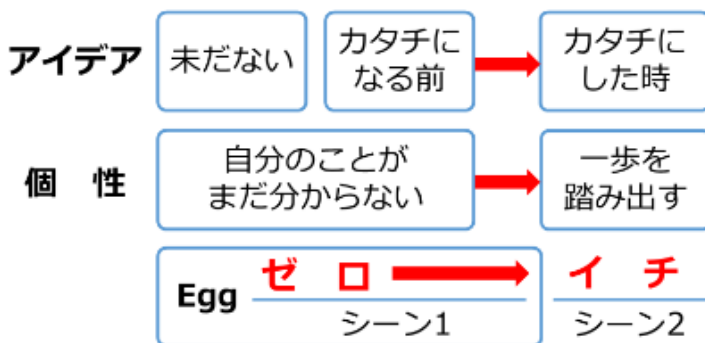 アイデア
未だない
カタチに
なる前
カタチに
した時
個　性
自分のことが
まだ分からない
一歩を
踏み出す
Egg
ゼ　ロ
イ　チ
シーン1
シーン2